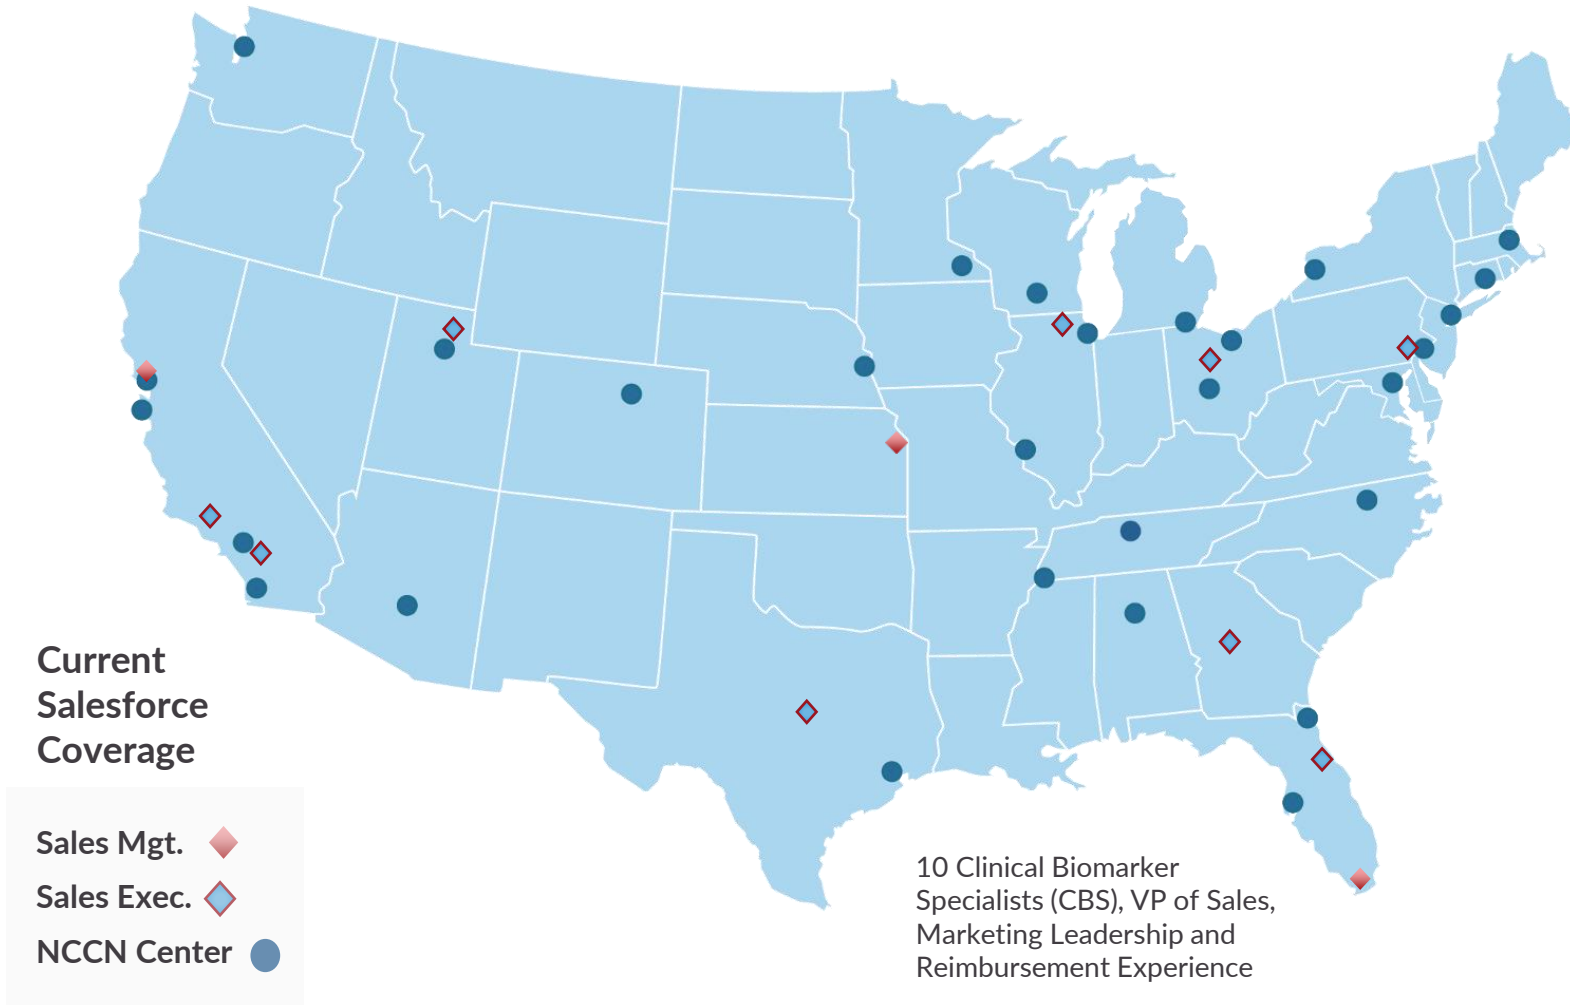 Current
Salesforce
Coverage
Sales Mgt.
Sales Exec.
NCCN Center
10 Clinical Biomarker
Specialists (CBS), VP of Sales,
Marketing Leadership and
Reimbursement Experience